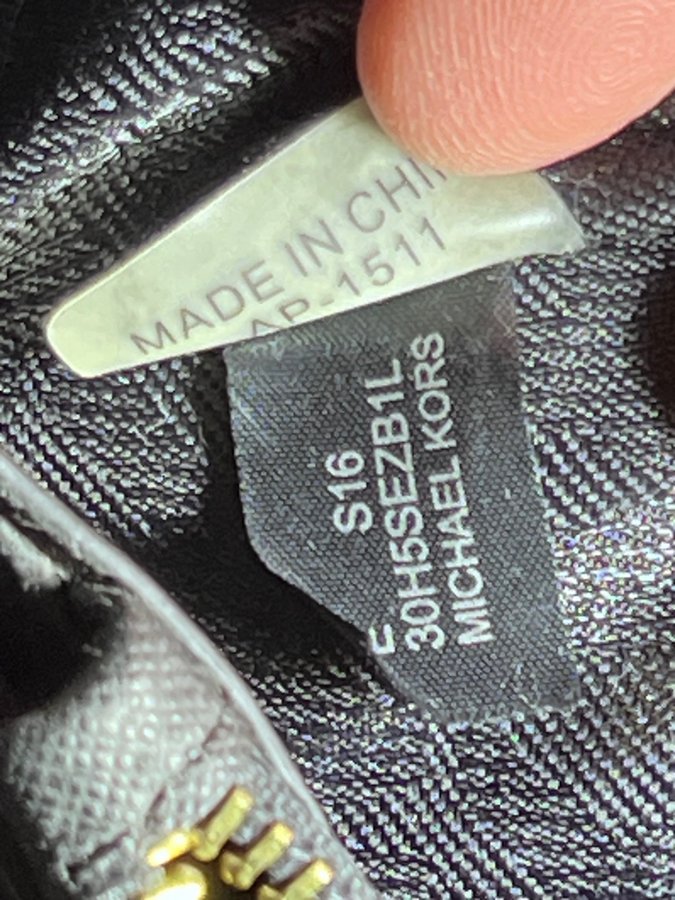 MADE IN CHI
AP-1511
S16
F
30H5SEZB1L
MICHAEL KORS